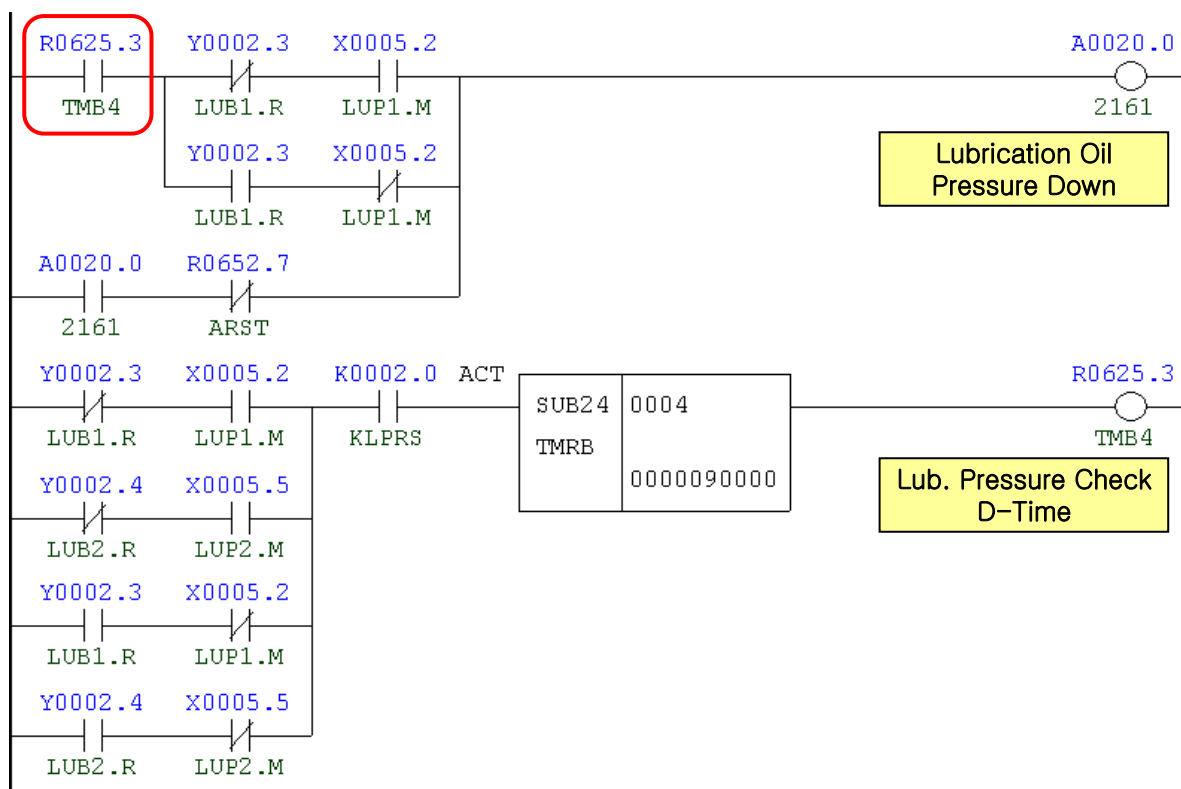 R0625.3 Y0002.3 X0005.2 A0020.0
TMB4 LUB1.R LUP1.M 2161
Y0002.3 X0005.2
LUB1.R LUP1.M
Lubrication Oil
Pressure Down
A0020.0 R0652.7
2161 ARST
Y0002.3 X0005.2 K0002.0 ACT R0625.3
SUB24 0004
LUB1.R LUP1.M KLPRS TMRB TMB4
0000090000
Lub. Pressure Check
D-Time
Y0002.4 X0005.5
LUB2.R LUP2.M
Y0002.3 X0005.2
LUB1.R LUP1.M
Y0002.4 X0005.5
LUB2.R LUP2.M